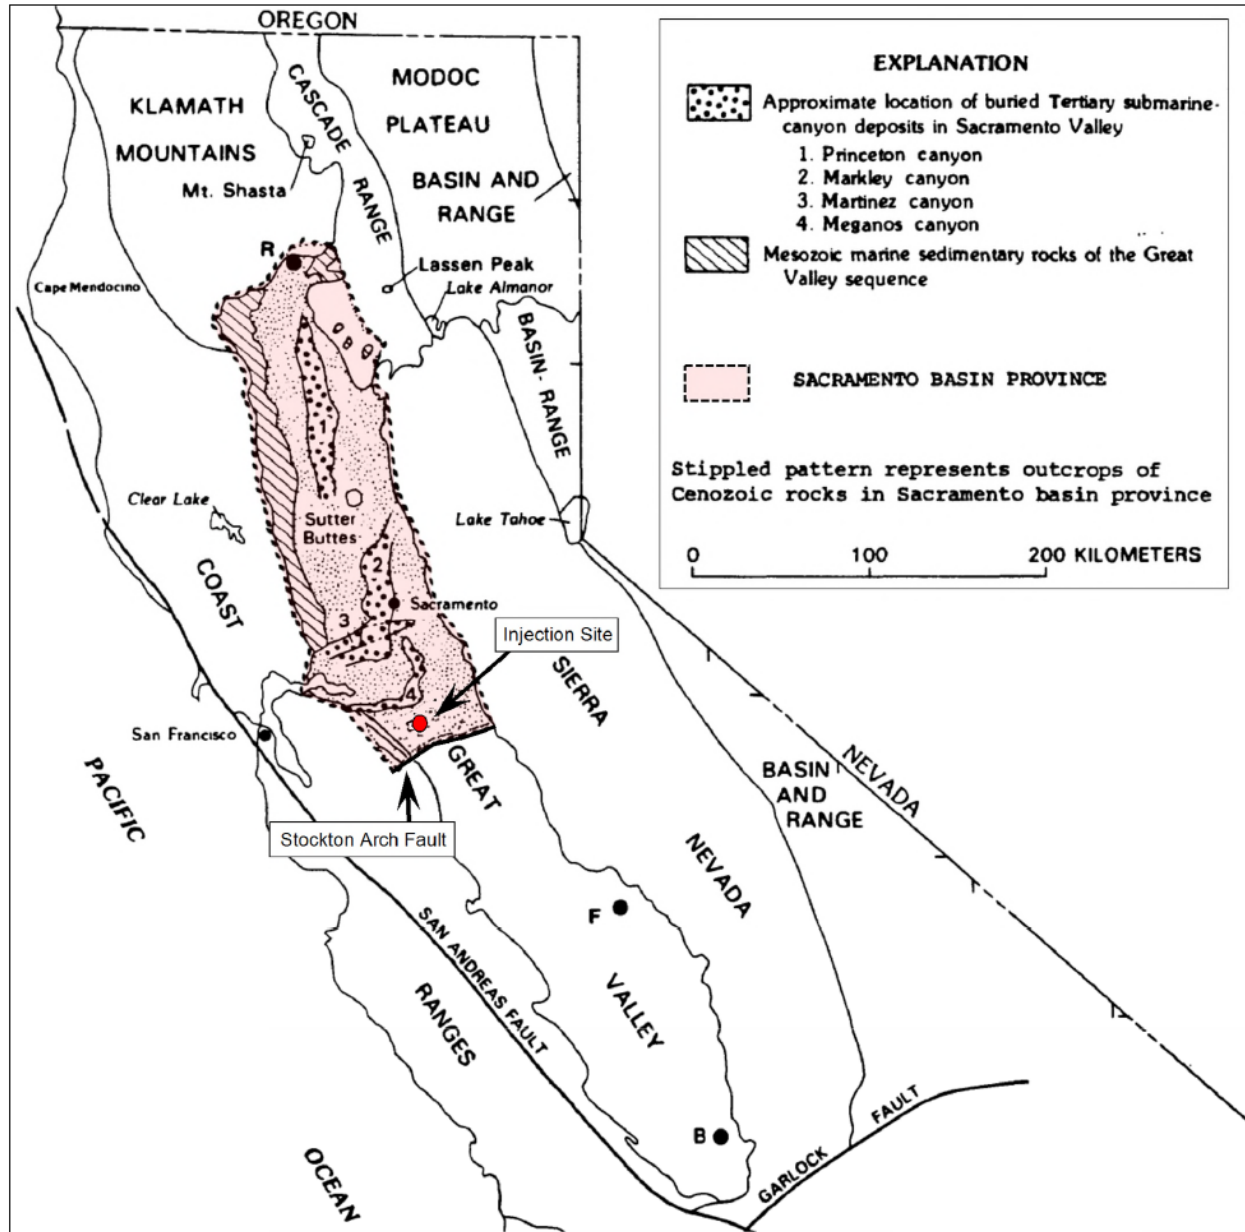 OREGON
KLAMATH
MOUNTAINS
Mt. Shasta
CASCADE
RANGE
MODOC
PLATEAU
BASIN AND
RANGE
R
Lassen Peak
Lake Almanor
Cape Mendocino
BASIN-RANGE
1
Clear Lake
Sutter
Buttes
Lake Tahoe
2
COAST
3
Sacramento
Injection Site
4
SIERRA
San Francisco
GREAT
PACIFIC
Stockton Arch Fault
BASIN
AND
RANGE
NEVADA
NEVADA
F
SAN ANDREAS FAULT
VALLEY
RANGES
B
GARLOCK
FAULT
OCEAN
EXPLANATION
Approximate location of buried Tertiary submarine-
canyon deposits in Sacramento Valley
1. Princeton canyon
2. Markley canyon
3. Martinez canyon
4. Meganos canyon
Mesozoic marine sedimentary rocks of the Great
Valley sequence
SACRAMENTO BASIN PROVINCE
Stippled pattern represents outcrops of
Cenozoic rocks in Sacramento basin province
0 100 200 KILOMETERS